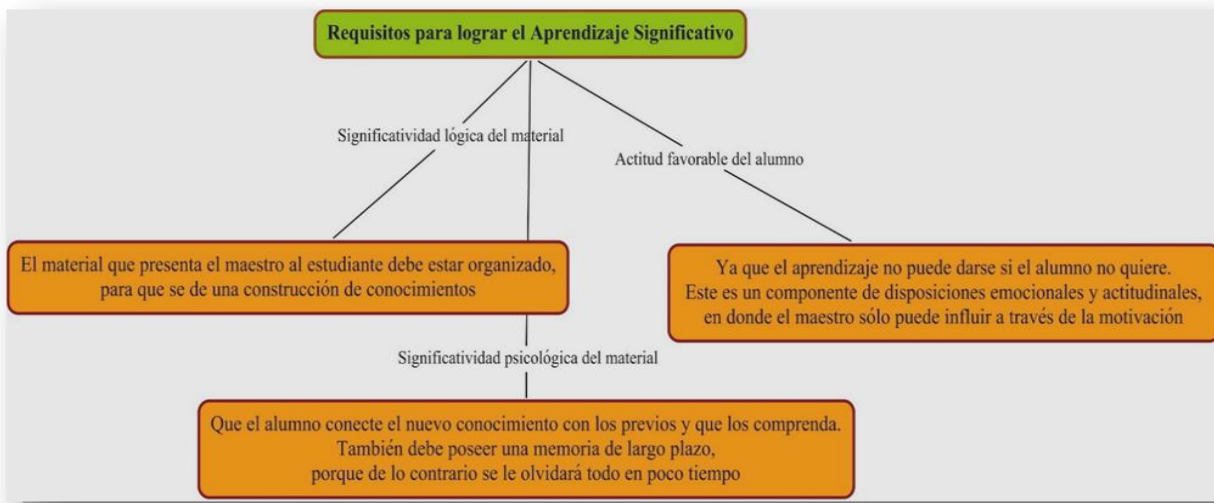 Requisitos para lograr el Aprendizaje Significativo
Significatividad lógica del material
Actitud favorable del alumno
El material que presenta el maestro al estudiante debe estar organizado,
para que se de una construcción de conocimientos
Ya que el aprendizaje no puede darse si el alumno no quiere.
Este es un componente de disposiciones emocionales y actitudinales,
en donde el maestro sólo puede influir a través de la motivación
Significatividad psicológica del material
Que el alumno conecte el nuevo conocimiento con los previos y que los comprenda.
También debe poseer una memoria de largo plazo,
porque de lo contrario se le olvidará todo en poco tiempo